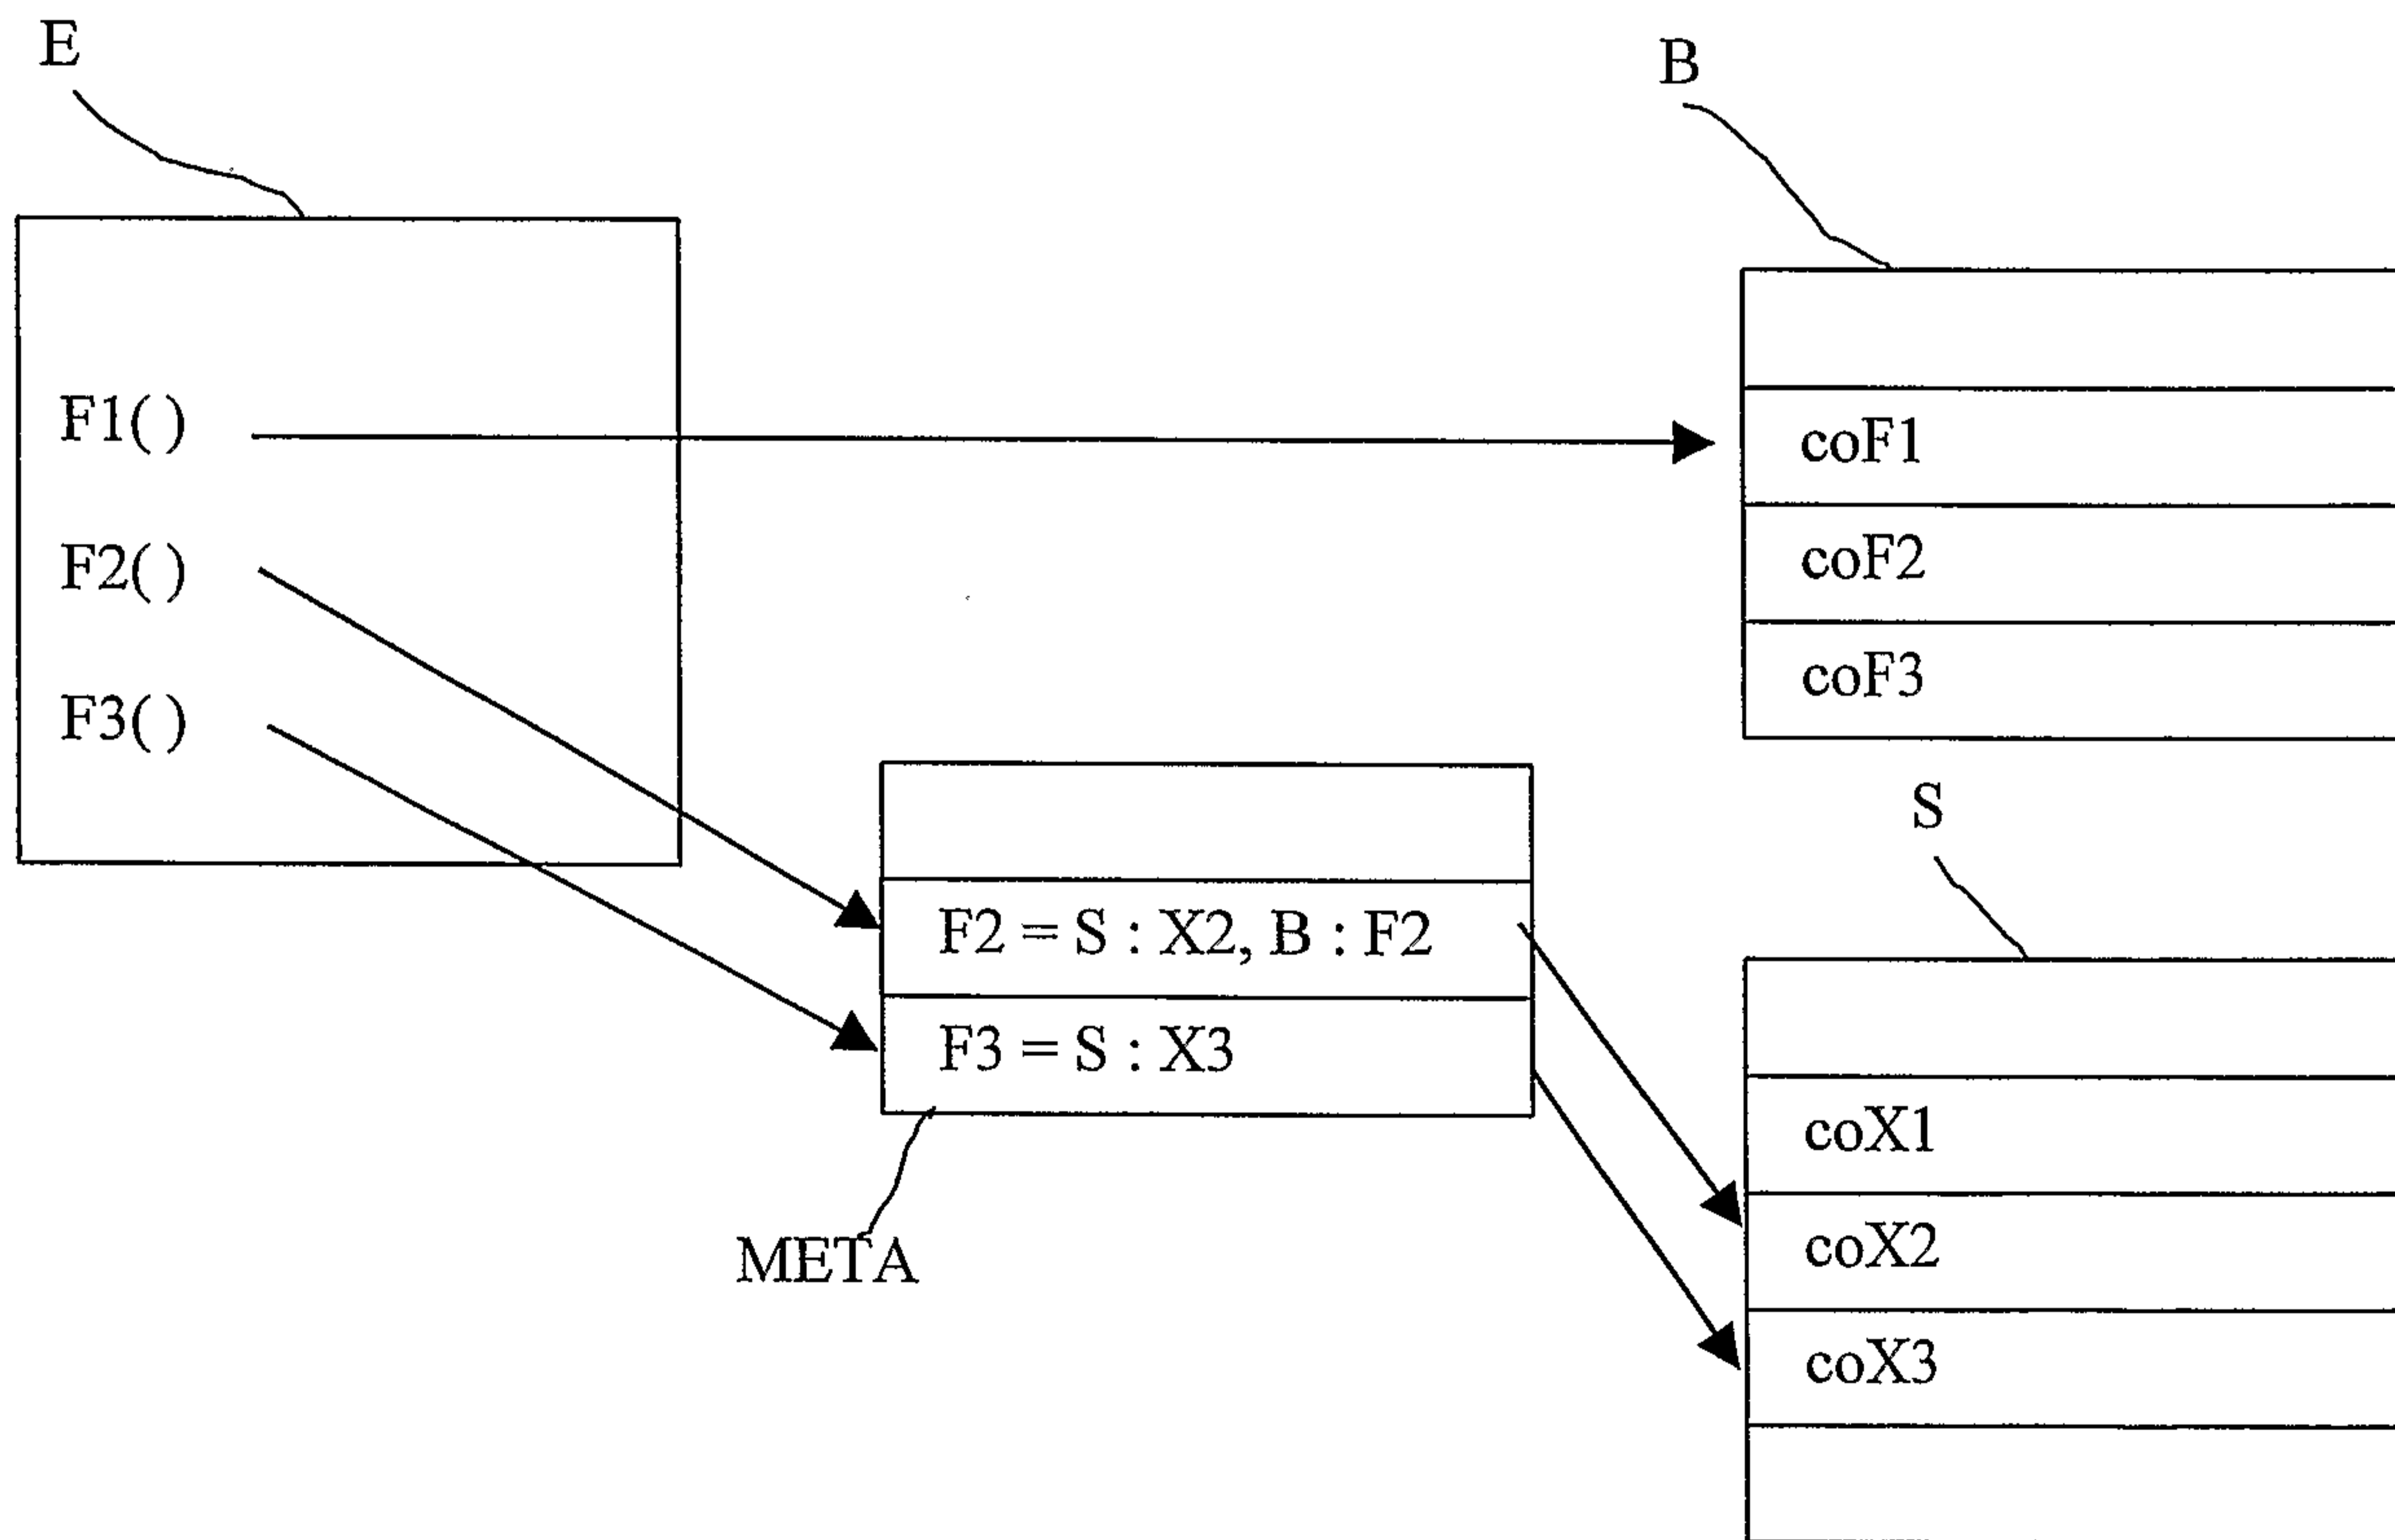 E
B
F1( )
F2( )
F3( )
coF1
coF2
coF3
F2 = S : X2, B : F2
F3 = S : X3
META
S
coX1
coX2
coX3